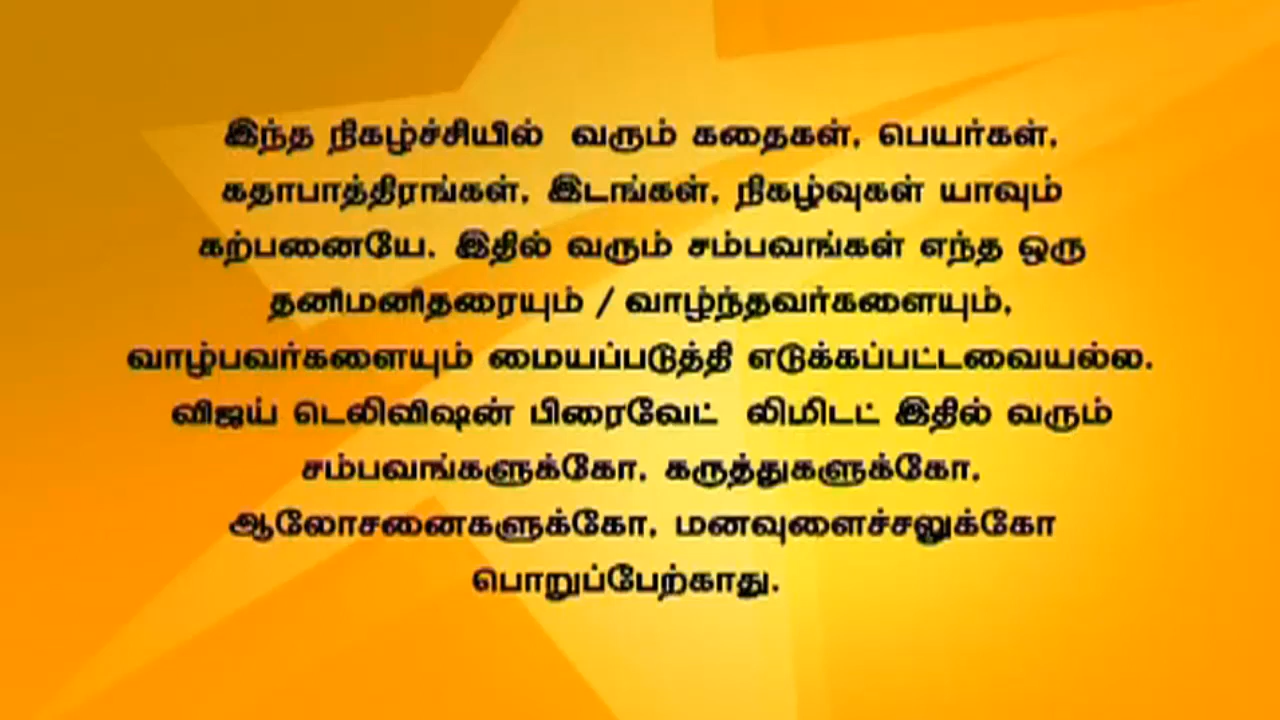 இந்த நிகழ்ச்சியில் வரும் கதைகள், பெயர்கள்,
கதாபாத்திரங்கள், இடங்கள், நிகழ்வுகள் யாவும்
கற்பனையே. இதில் வரும் சம்பவங்கள் எந்த ஒரு
தனிமனிதரையும் / வாழ்ந்தவர்களையும்,
வாழ்பவர்களையும் மையப்படுத்தி எடுக்கப்பட்டவையல்ல.
விஜய் டெலிவிஷன் பிரைவேட் லிமிடட் இதில் வரும்
சம்பவங்களுக்கோ, கருத்துகளுக்கோ,
ஆலோசனைகளுக்கோ, மனவுளைச்சலுக்கோ
பொறுப்பேற்காது.